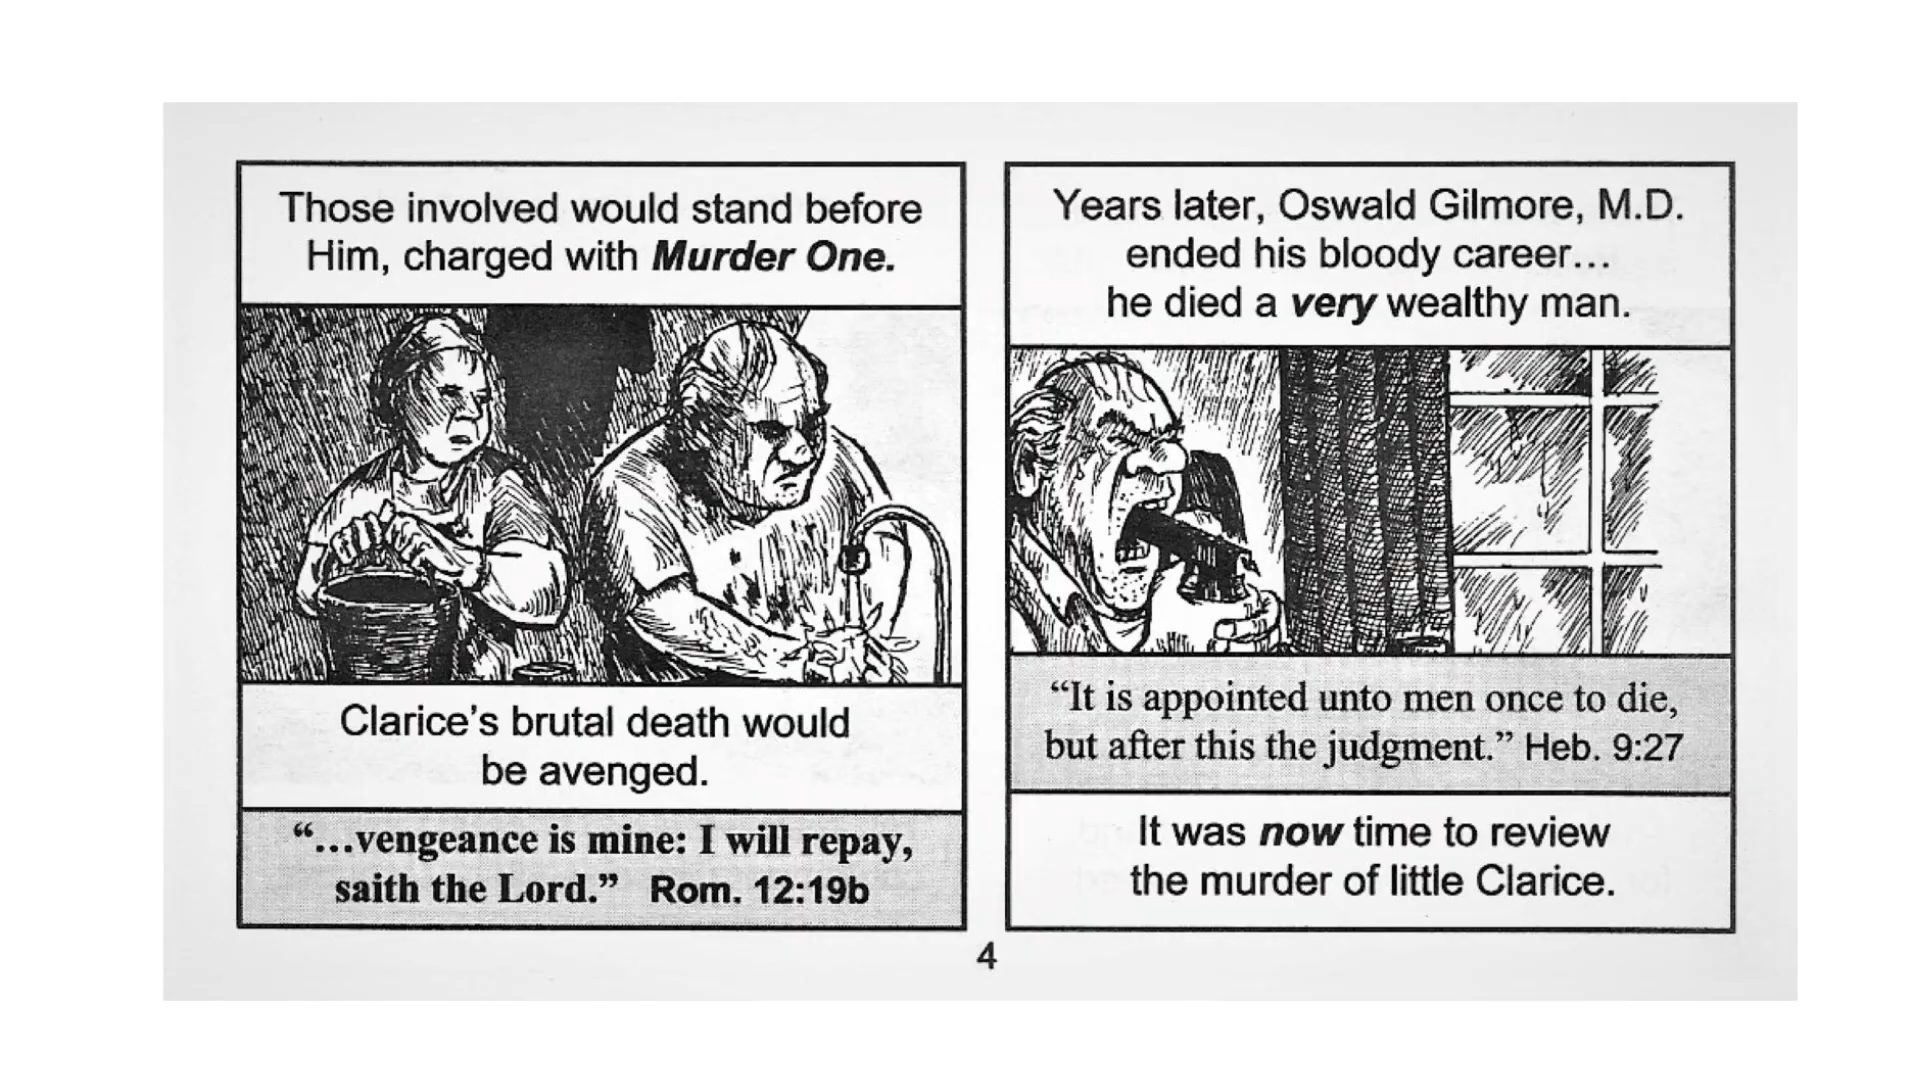 Those involved would stand before
Him, charged with Murder One.
Clarice's brutal death would
be avenged.
"...vengeance is mine: I will repay,
saith the Lord." Rom. 12:19b
Years later, Oswald Gilmore, M.D.
ended his bloody career...
he died a very wealthy man.
"It is appointed unto men once to die,
but after this the judgment." Heb. 9:27
It was now time to review
the murder of little Clarice.
4